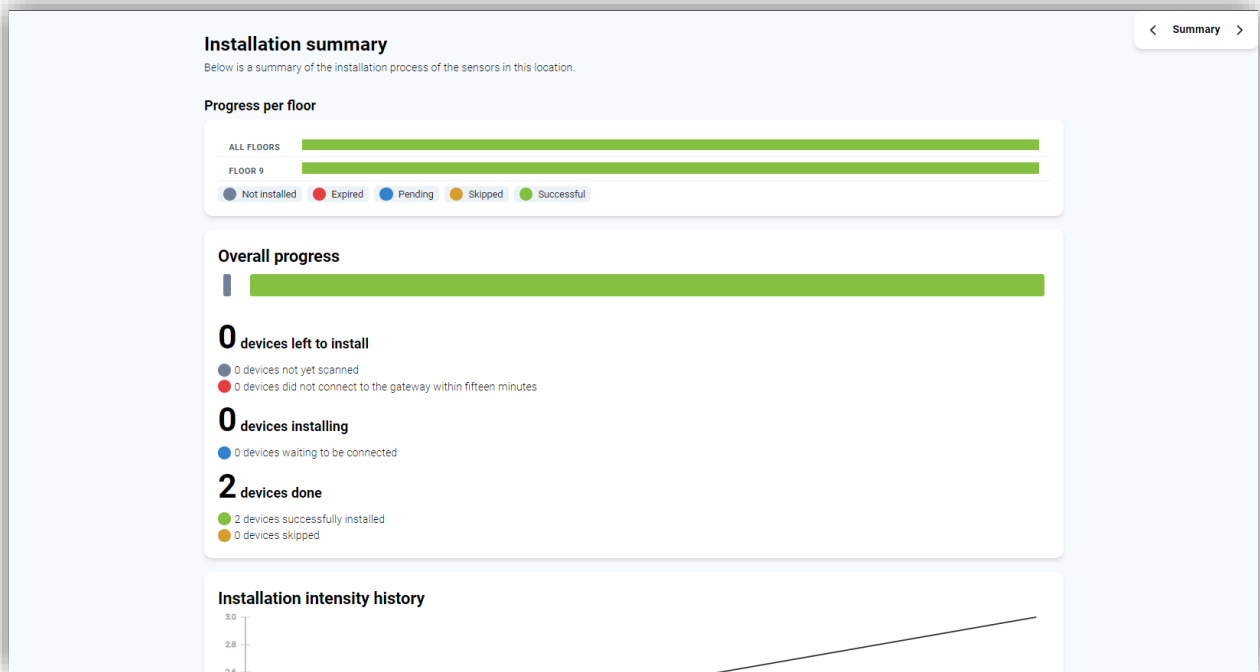 Summary
Installation summary
Below is a summary of the installation process of the sensors in this location.
Progress per floor
ALL FLOORS
FLOOR 9
Not installed Expired Pending Skipped Successful
Overall progress
0 devices left to install
0 devices not yet scanned
0 devices did not connect to the gateway within fifteen minutes
0 devices installing
0 devices waiting to be connected
2 devices done
2 devices successfully installed
0 devices skipped
Installation intensity history
3.0
2.8
2.6